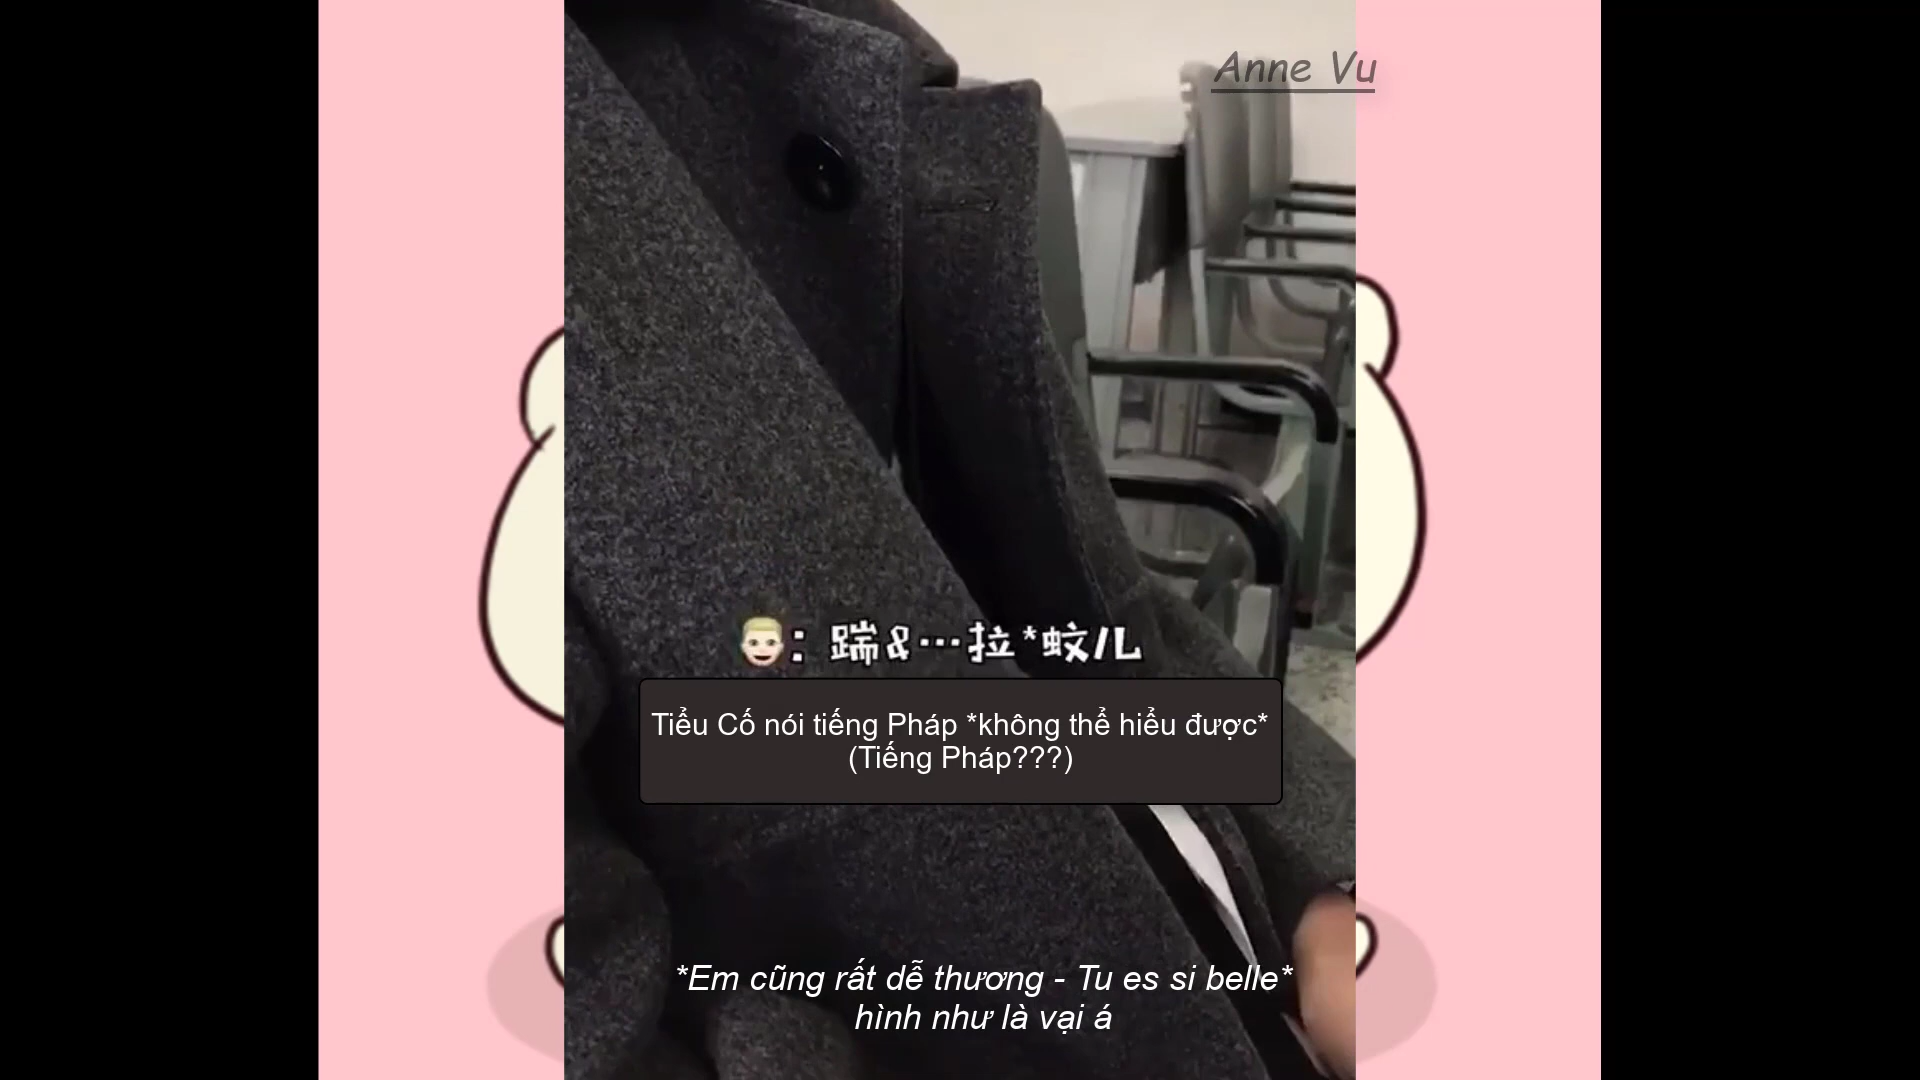 Anne Vu
: 踹&…拉*蚊儿
Tiểu Cố nói tiếng Pháp *không thể hiểu được*
(Tiếng Pháp???)
*Em cũng rất dễ thương - Tu es si belle*
hình như là vại á